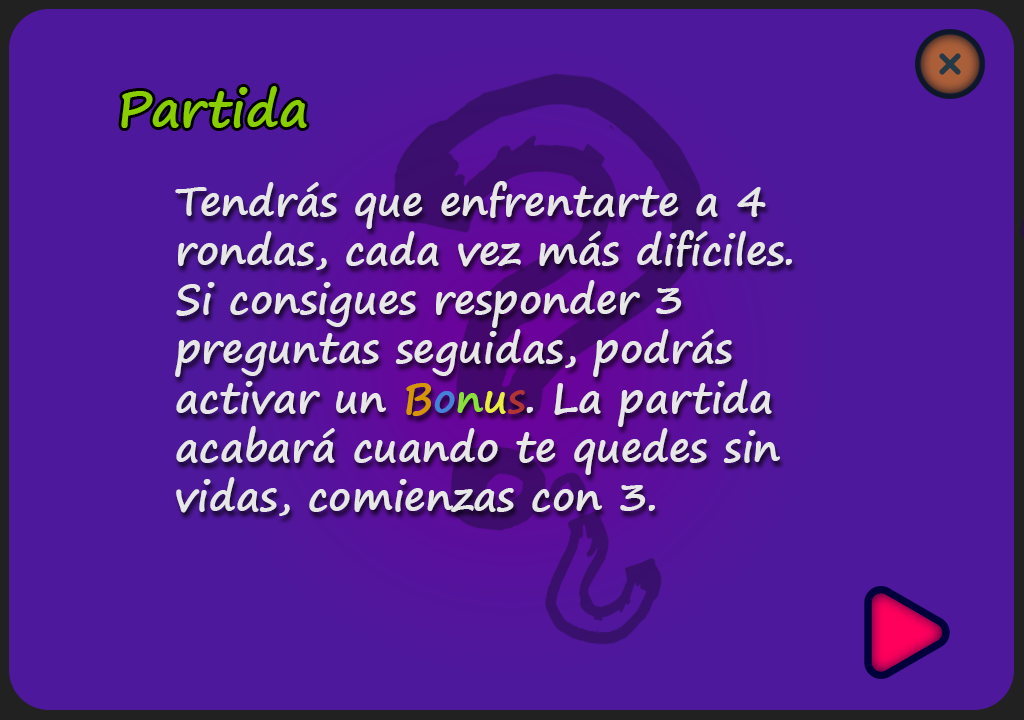 Partida
Tendrás que enfrentarte a 4
rondas, cada vez más difíciles.
Si consigues responder 3
preguntas seguidas, podrás
activar un Bonus. La partida
acabará cuando te quedes sin
vidas, comienzas con 3.